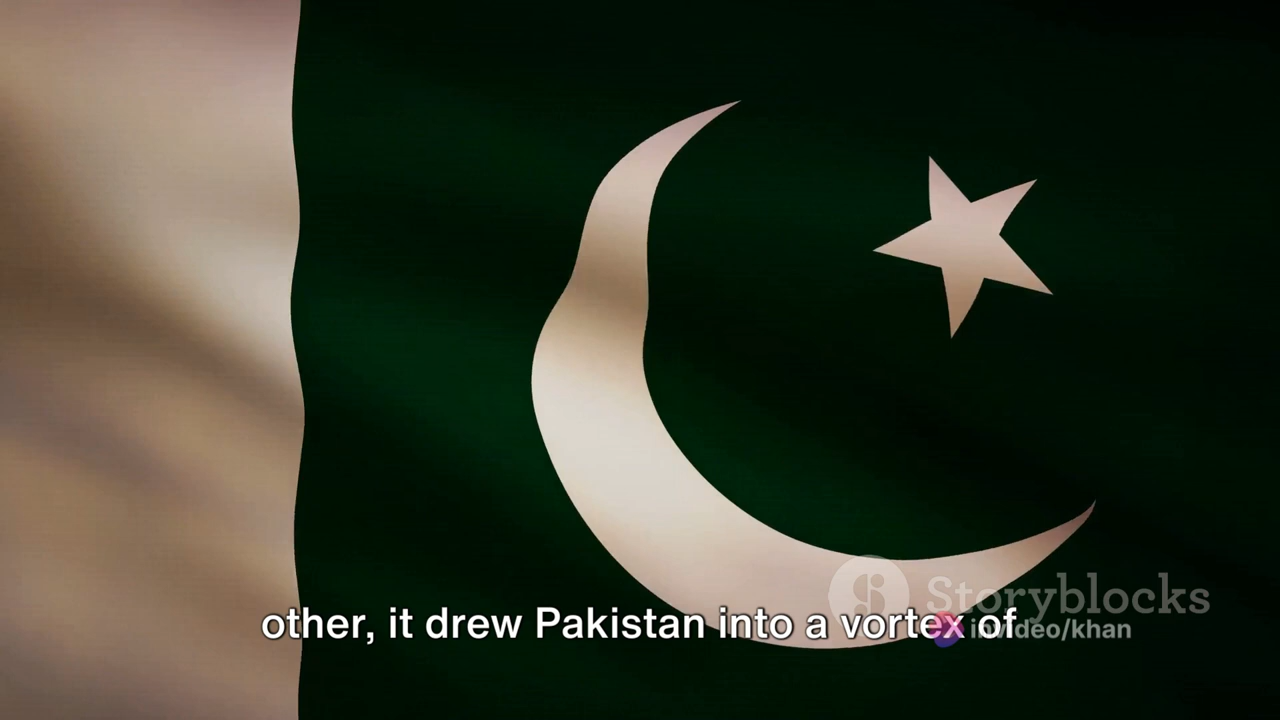 Storyblocks
other, it drew Pakistan into a vortex of
invideo/khan